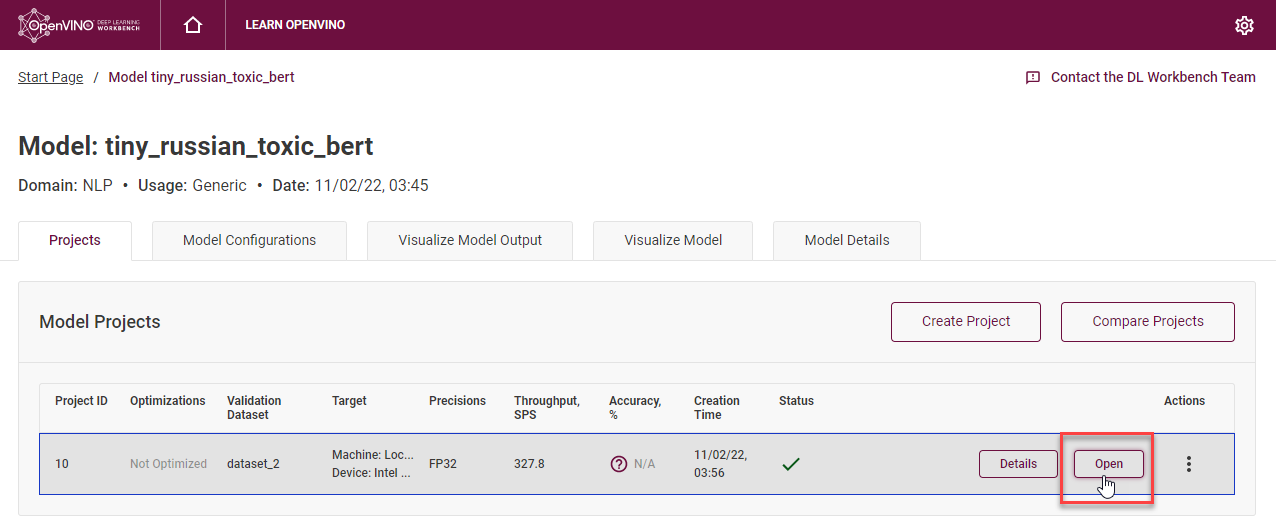 OpenVINO DEEP LEARNING WORKBENCH LEARN OPENVINO
Start Page / Model tiny_russian_toxic_bert Contact the DL Workbench Team
Model: tiny_russian_toxic_bert
Domain: NLP • Usage: Generic • Date: 11/02/22, 03:45
Projects Model Configurations Visualize Model Output Visualize Model Model Details
Model Projects Create Project Compare Projects
Project ID Optimizations Validation Dataset Target Precisions Throughput, SPS Accuracy, % Creation Time Status Actions
10 Not Optimized dataset_2 Machine: Loc... Device: Intel ... FP32 327.8 ? N/A 11/02/22, 03:56 Details Open